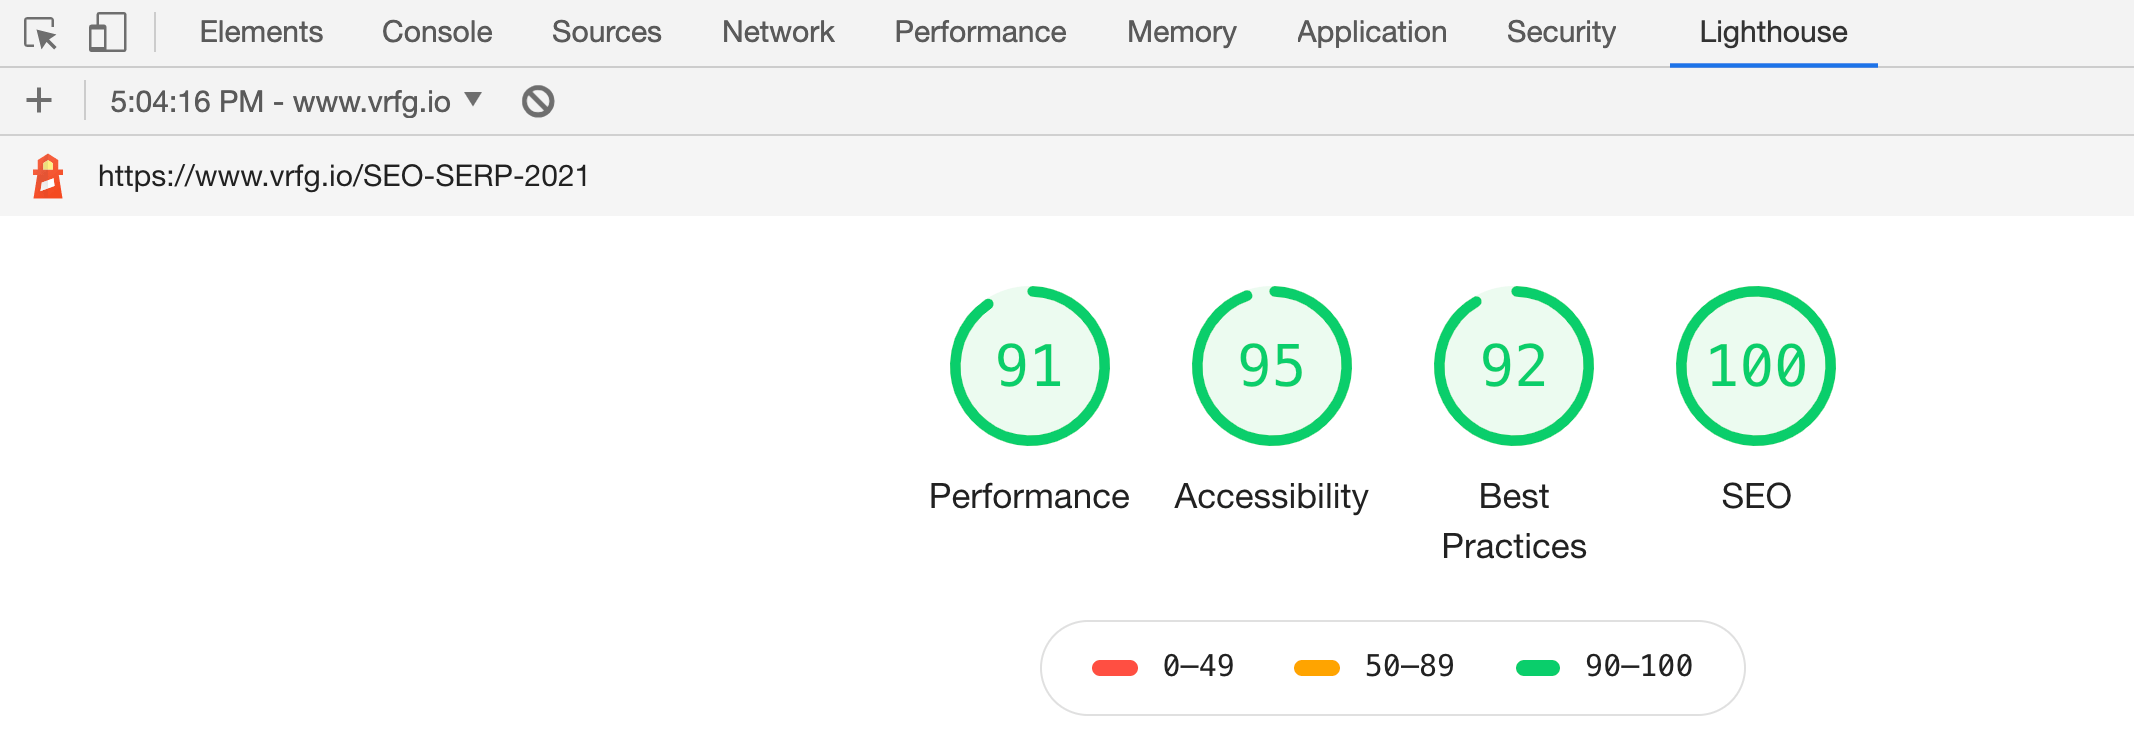 Elements Console Sources Network Performance Memory Application Security Lighthouse
5:04:16 PM - www.vrfg.io
https://www.vrfg.io/SEO-SERP-2021
91 95 92 100
Performance Accessibility Best Practices SEO
0–49 50–89 90–100